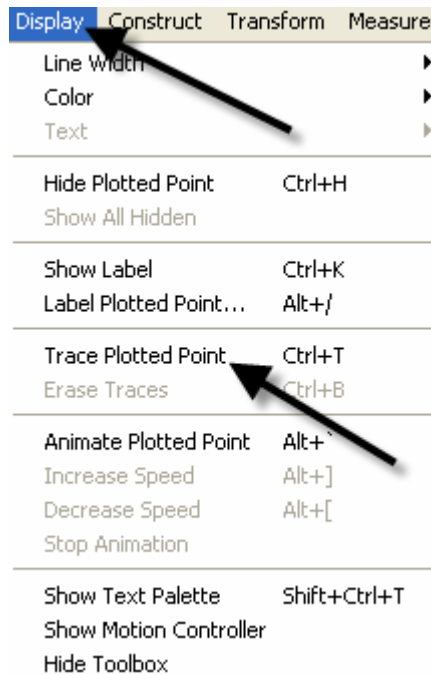 Display Construct Transform Measure
Line Width
Color
Text
Hide Plotted Point Ctrl+H
Show All Hidden
Show Label Ctrl+K
Label Plotted Point... Alt+/
Trace Plotted Point Ctrl+T
Erase Traces Ctrl+B
Animate Plotted Point Alt+`
Increase Speed Alt+]
Decrease Speed Alt+[
Stop Animation
Show Text Palette Shift+Ctrl+T
Show Motion Controller
Hide Toolbox